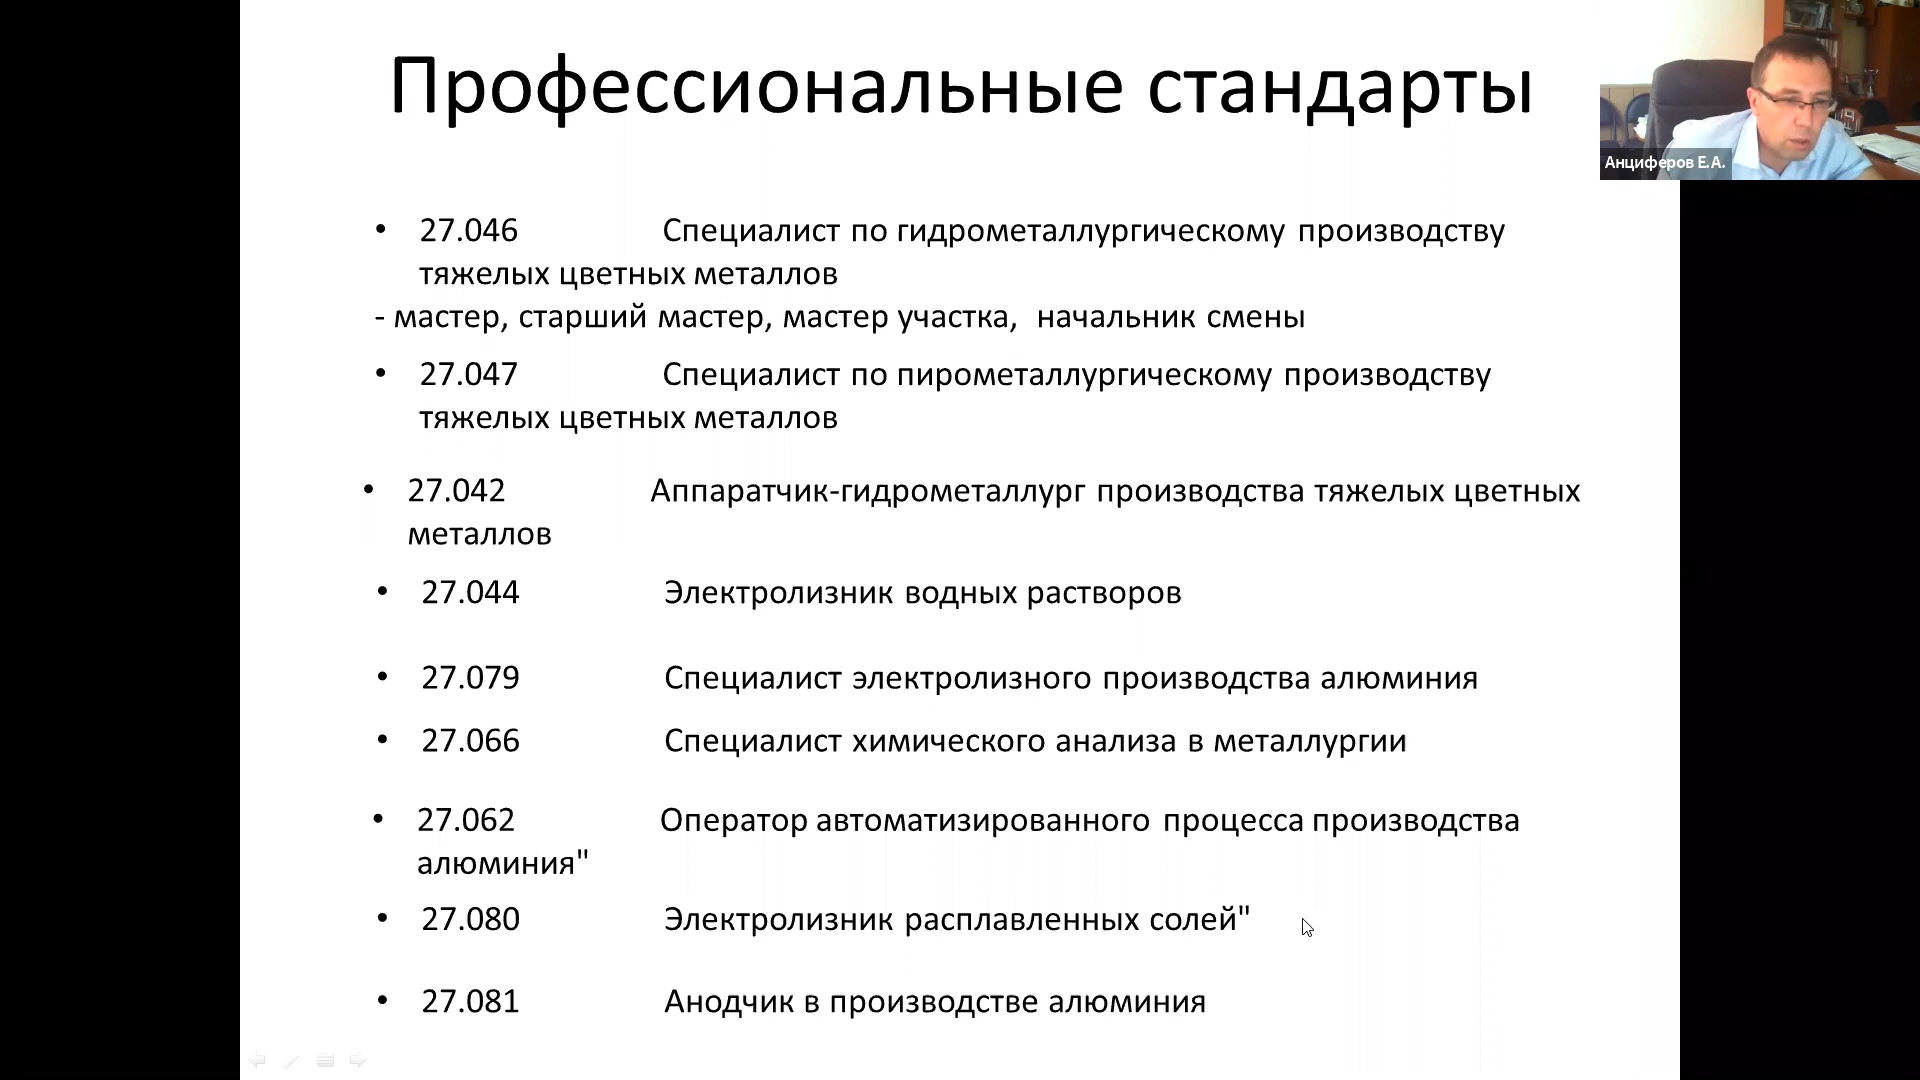 Профессиональные стандарты
Анциферов Е.А.
• 27.046 Специалист по гидрометаллургическому производству
тяжелых цветных металлов
- мастер, старший мастер, мастер участка, начальник смены
• 27.047 Специалист по пирометаллургическому производству
тяжелых цветных металлов
• 27.042 Аппаратчик-гидрометаллург производства тяжелых цветных
металлов
• 27.044 Электролизник водных растворов
• 27.079 Специалист электролизного производства алюминия
• 27.066 Специалист химического анализа в металлургии
• 27.062 Оператор автоматизированного процесса производства
алюминия"
• 27.080 Электролизник расплавленных солей"
• 27.081 Анодчик в производстве алюминия